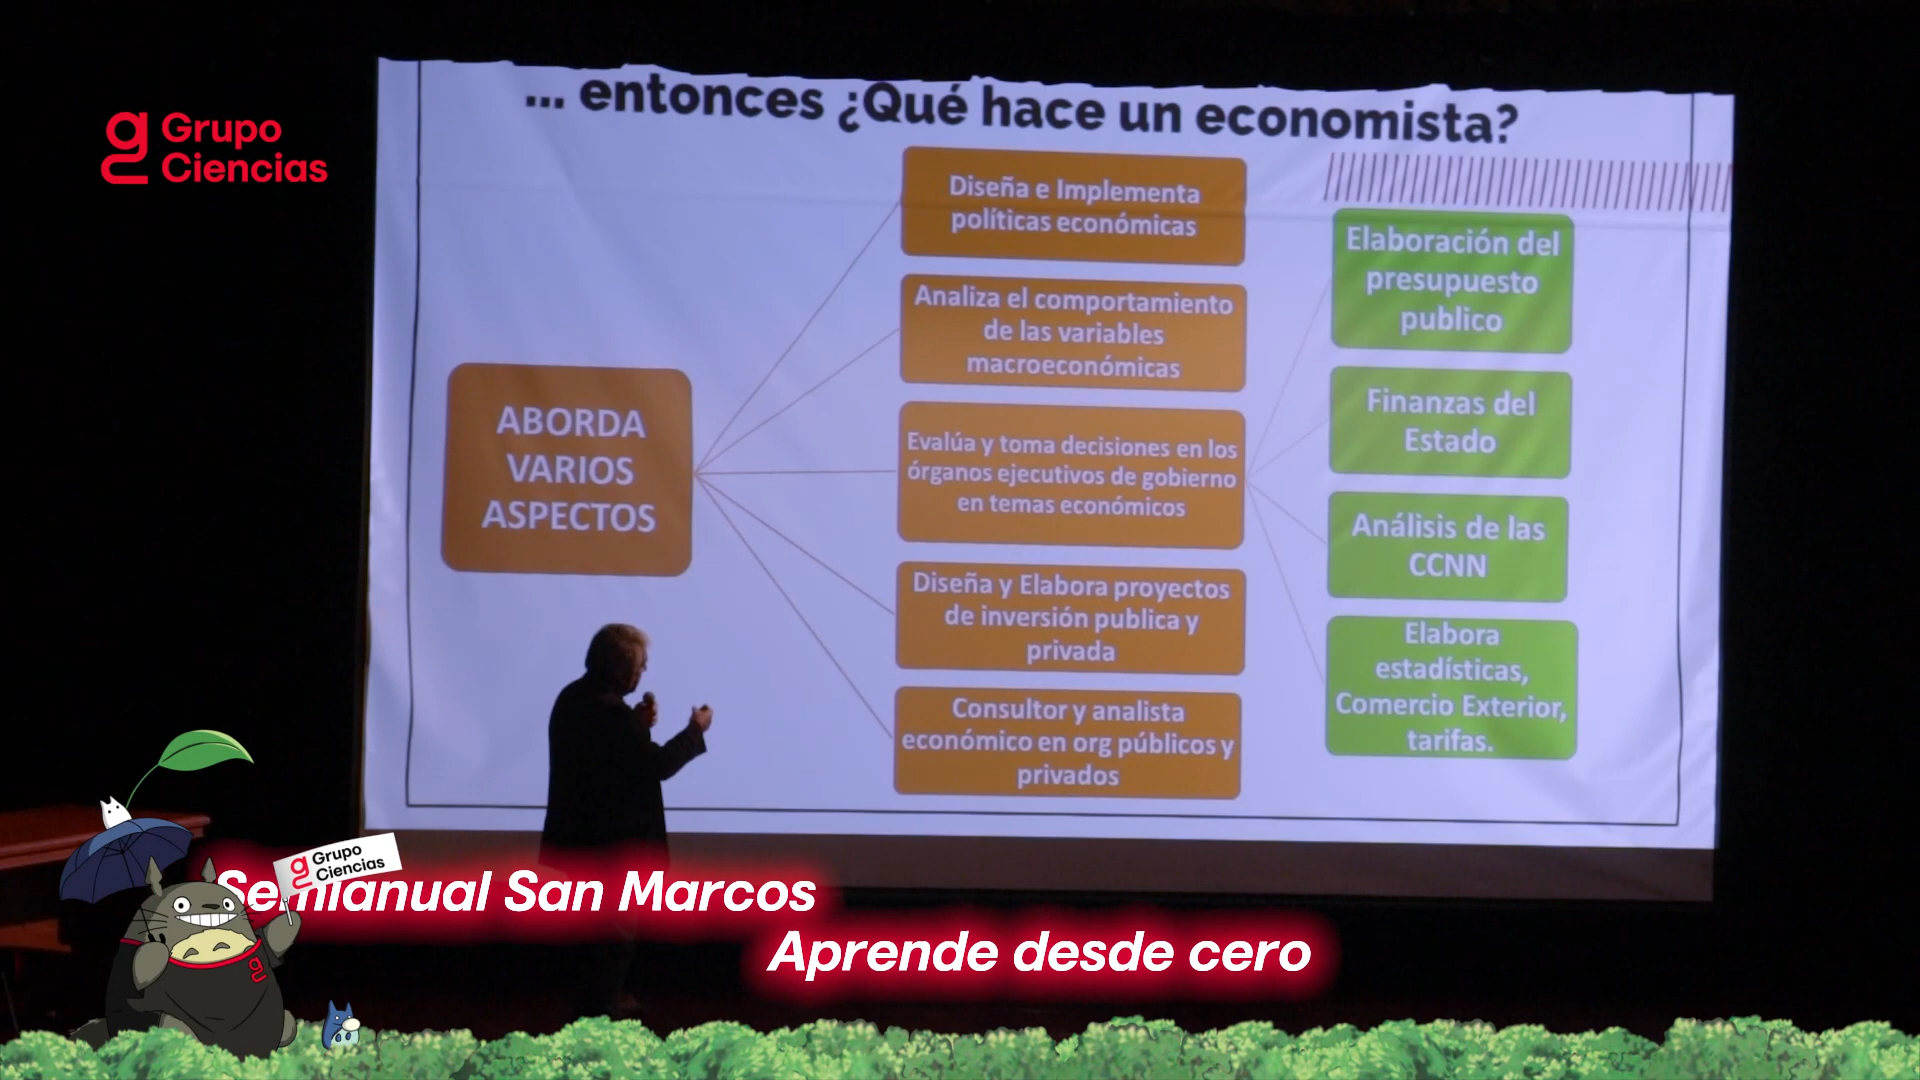 ... entonces ¿Qué hace un economista?
Grupo
Ciencias
Diseña e Implementa
políticas económicas
Analiza el comportamiento
de las variables
macroeconómicas
ABORDA
VARIOS
ASPECTOS
Evalúa y toma decisiones en los
órganos ejecutivos de gobierno
en temas económicos
Diseña y Elabora proyectos
de inversión publica y
privada
Consultor y analista
económico en org públicos y
privados
Elaboración del
presupuesto
publico
Finanzas del
Estado
Análisis de las
CCNN
Elabora
estadísticas,
Comercio Exterior,
tarifas.
Grupo
Ciencias
Semianual San Marcos
Aprende desde cero